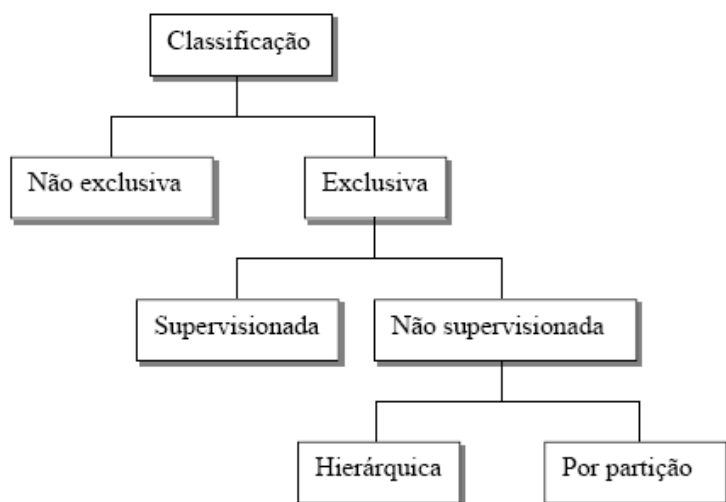 Classificação
Não exclusiva
Exclusiva
Supervisionada
Não supervisionada
Hierárquica
Por partição